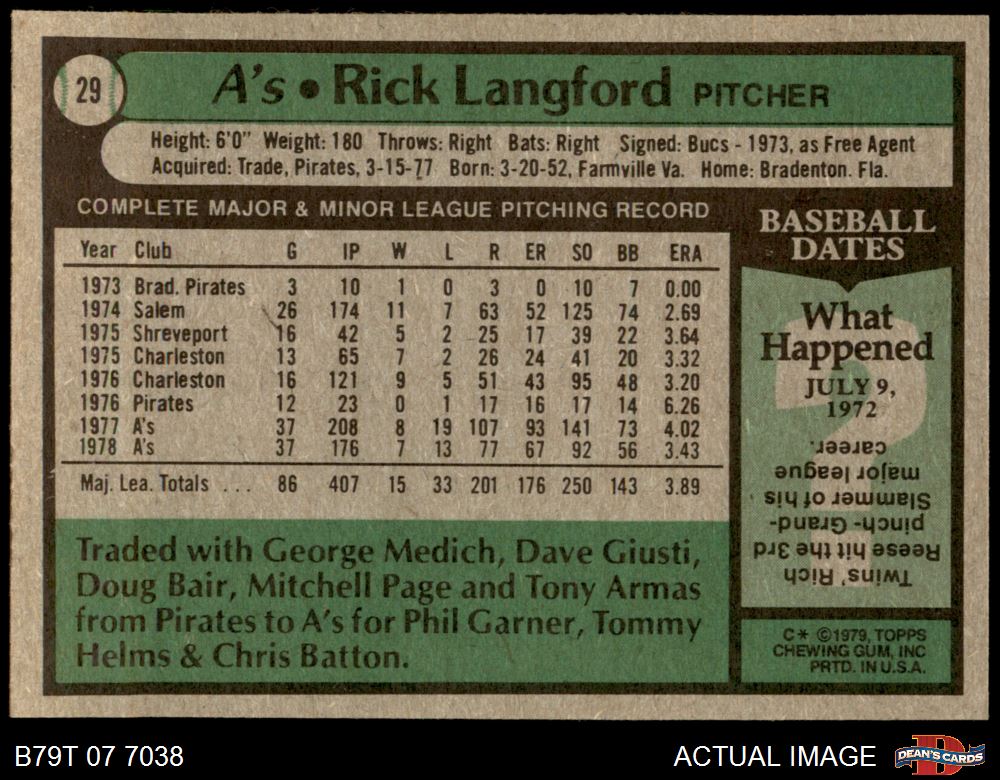 29
A's • Rick Langford PITCHER
Height: 6'0" Weight: 180 Throws: Right Bats: Right Signed: Bucs - 1973, as Free Agent
Acquired: Trade, Pirates, 3-15-77 Born: 3-20-52, Farmville Va. Home: Bradenton. Fla.
COMPLETE MAJOR & MINOR LEAGUE PITCHING RECORD
Year Club G IP W L R ER SO BB ERA
1973 Brad. Pirates 3 10 1 0 3 0 10 7 0.00
1974 Salem 26 174 11 7 63 52 125 74 2.69
1975 Shreveport 16 42 5 2 25 17 39 22 3.64
1975 Charleston 13 65 7 2 26 24 41 20 3.32
1976 Charleston 16 121 9 5 51 43 95 48 3.20
1976 Pirates 12 23 0 1 17 16 17 14 6.26
1977 A's 37 208 8 19 107 93 141 73 4.02
1978 A's 37 176 7 13 77 67 92 56 3.43
Maj. Lea. Totals ... 86 407 15 33 201 176 250 143 3.89
Traded with George Medich, Dave Giusti,
Doug Bair, Mitchell Page and Tony Armas
from Pirates to A's for Phil Garner, Tommy
Helms & Chris Batton.
BASEBALL
DATES
What
Happened
JULY 9,
1972
Twins' Rich
Reese hit the 3rd
pinch-Grand-
Slammer of his
major league
career.
C* ©1979, TOPPS
CHEWING GUM, INC
PRTD. IN U.S.A.
B79T 07 7038
ACTUAL IMAGE
D
DEAN'S CARDS